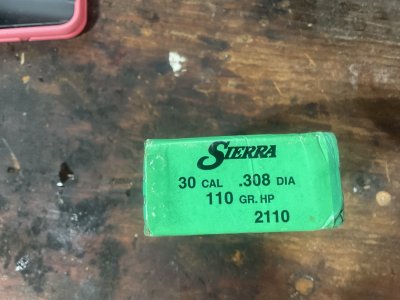 SIERRA
30 CAL .308 DIA
110 GR. HP
2110